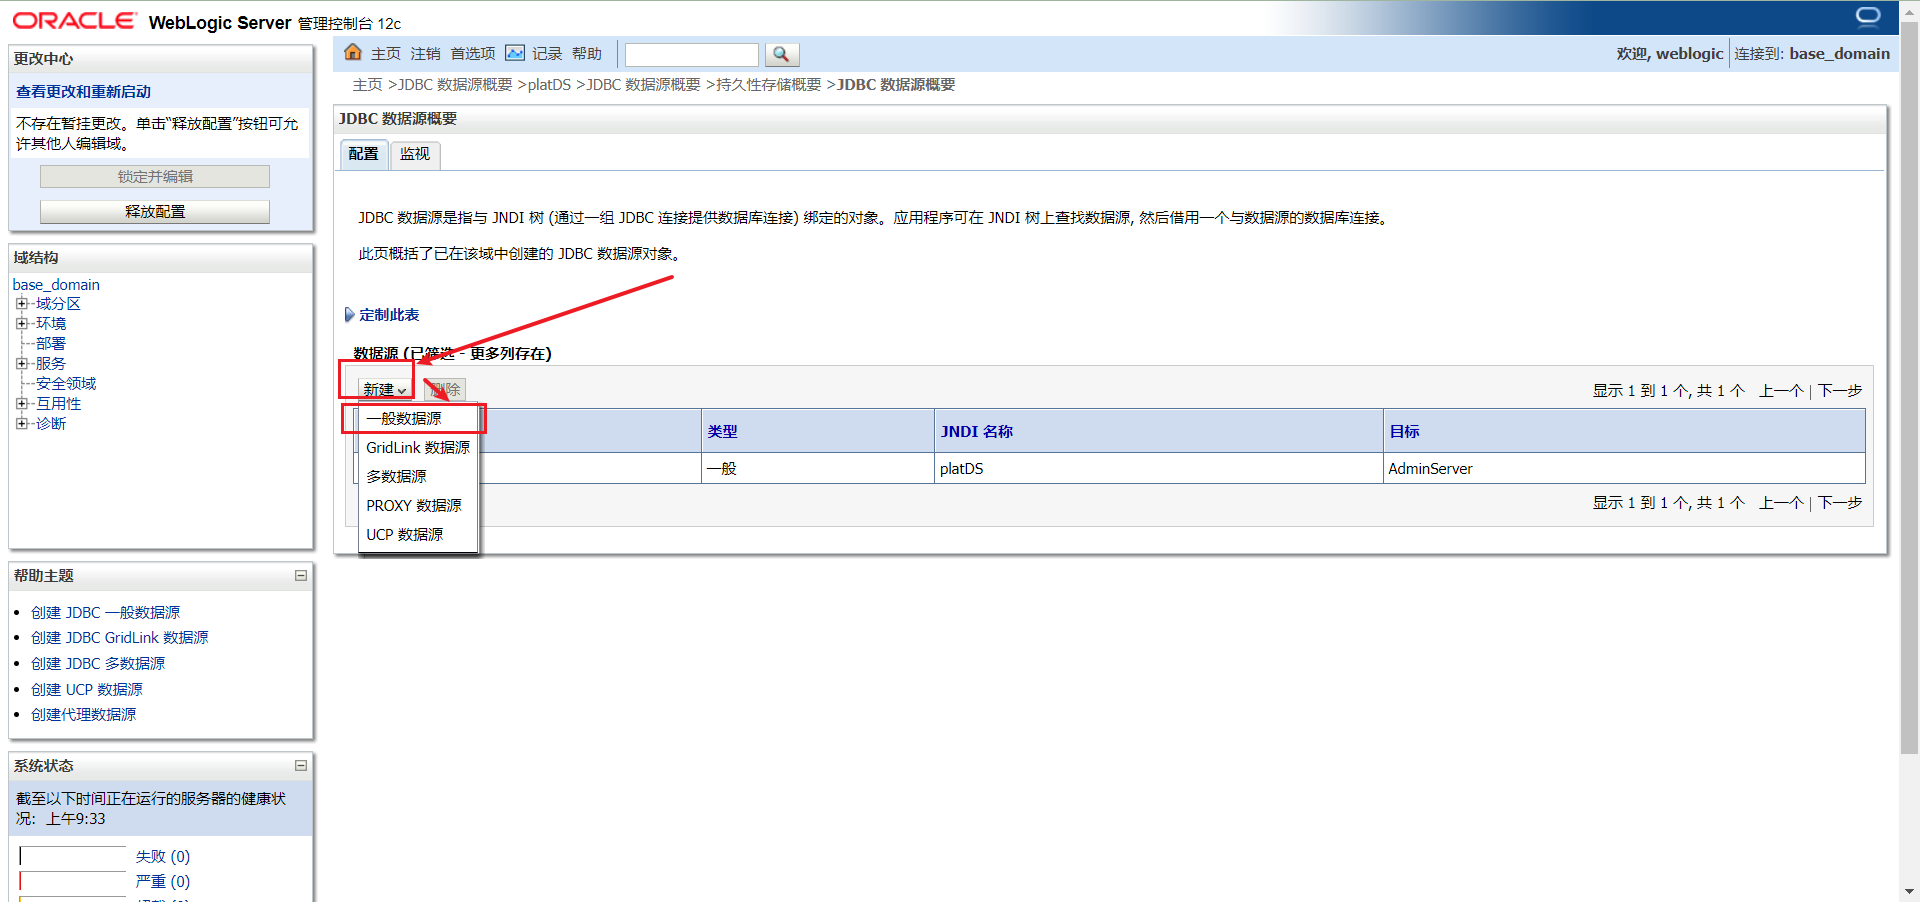 ORACLE WebLogic Server 管理控制台 12c
更改中心
查看更改和重新启动
不存在暂挂更改。单击“释放配置”按钮可允
许其他人编辑域。
锁定并编辑
释放配置
域结构
base_domain
域分区
环境
部署
服务
安全领域
互用性
诊断
帮助主题
创建 JDBC 一般数据源
创建 JDBC GridLink 数据源
创建 JDBC 多数据源
创建 UCP 数据源
创建代理数据源
系统状态
截至以下时间正在运行的服务器的健康状
况: 上午9:33
失败 (0)
严重 (0)
主页 注销 首选项 记录 帮助
欢迎, weblogic 连接到: base_domain
主页 >JDBC 数据源概要 >platDS >JDBC 数据源概要 >持久性存储概要 >JDBC 数据源概要
JDBC 数据源概要
配置 监视
JDBC 数据源是指与 JNDI 树 (通过一组 JDBC 连接提供数据库连接) 绑定的对象。应用程序可在 JNDI 树上查找数据源, 然后借用一个与数据源的数据库连接。
此页概括了已在该域中创建的 JDBC 数据源对象。
定制此表
数据源 (已筛选 - 更多列存在)
新建 删除
显示 1 到 1 个, 共 1 个 上一个 | 下一步
一般数据源
GridLink 数据源
多数据源
PROXY 数据源
UCP 数据源
类型 JNDI 名称 目标
一般 platDS AdminServer
显示 1 到 1 个, 共 1 个 上一个 | 下一步